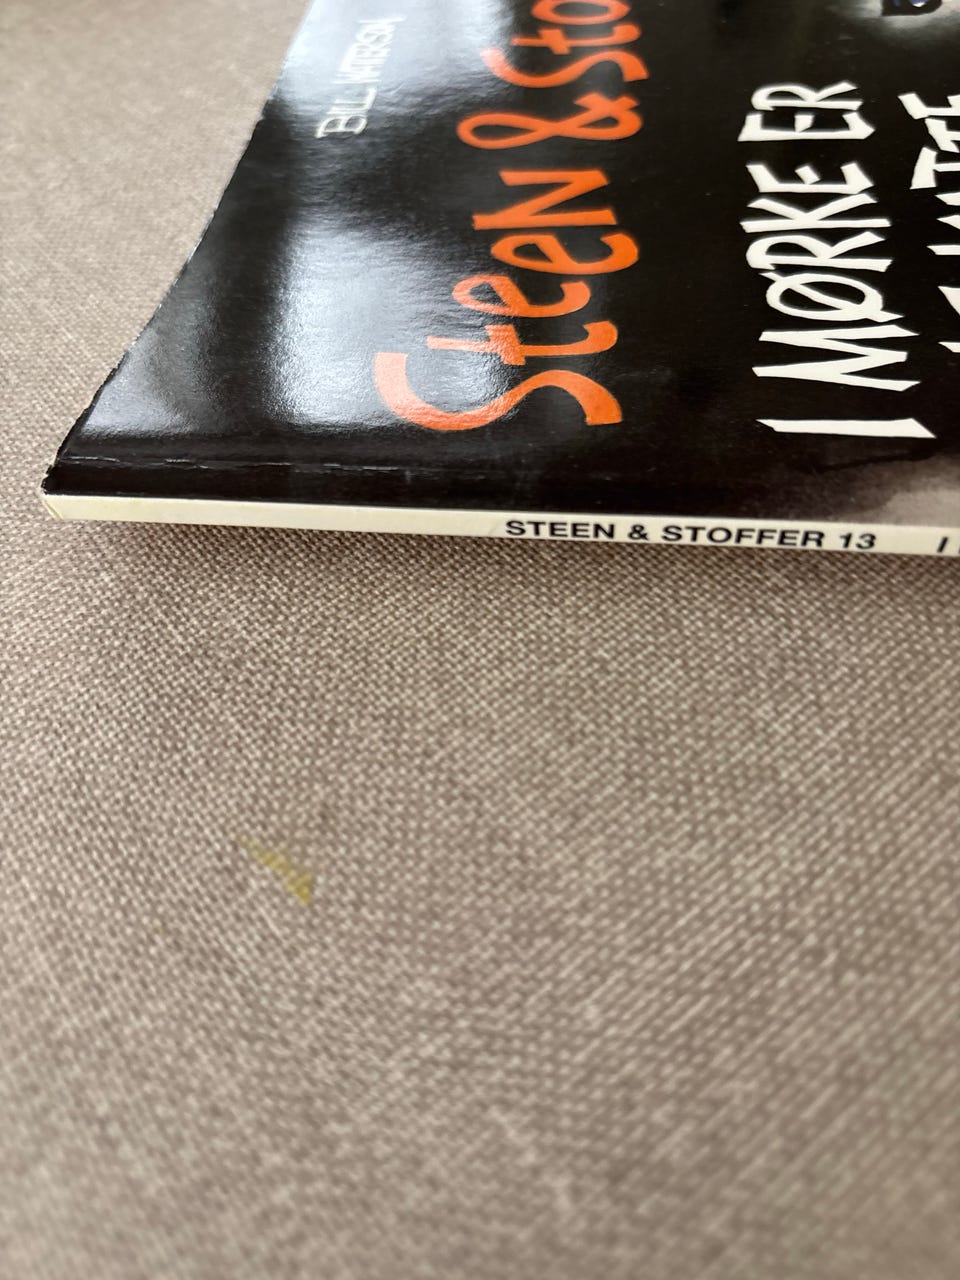 BILL WATTERSON
Steen & Sto
I MØRKE ER
STEEN & STOFFER 13 I